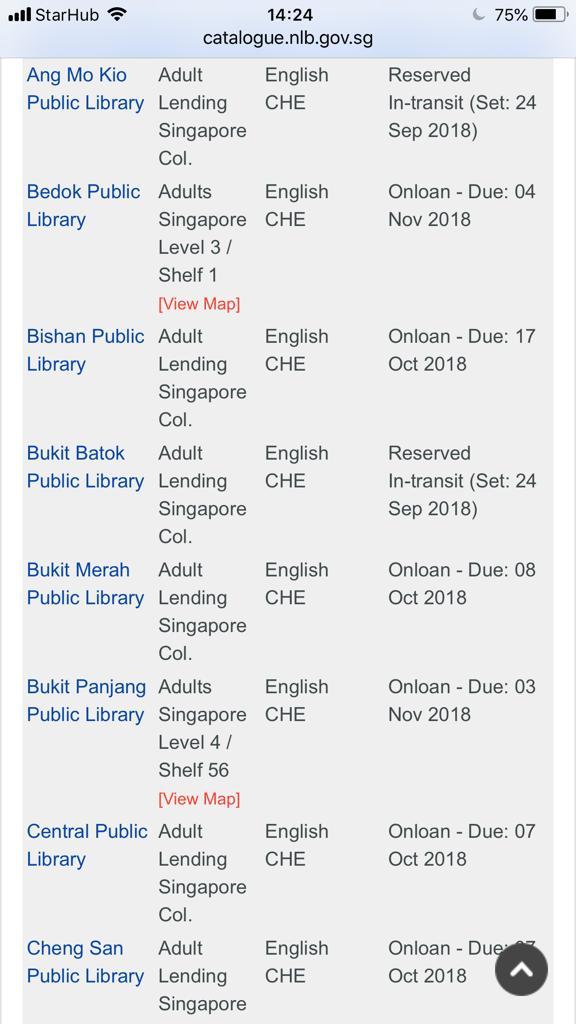 StarHub 14:24 75%
catalogue.nlb.gov.sg
Ang Mo Kio Adult English Reserved
Public Library Lending CHE In-transit (Set: 24
Singapore Sep 2018)
Col.
Bedok Public Adults English Onloan - Due: 04
Library Singapore CHE Nov 2018
Level 3 /
Shelf 1
[View Map]
Bishan Public Adult English Onloan - Due: 17
Library Lending CHE Oct 2018
Singapore
Col.
Bukit Batok Adult English Reserved
Public Library Lending CHE In-transit (Set: 24
Singapore Sep 2018)
Col.
Bukit Merah Adult English Onloan - Due: 08
Public Library Lending CHE Oct 2018
Singapore
Col.
Bukit Panjang Adults English Onloan - Due: 03
Public Library Singapore CHE Nov 2018
Level 4 /
Shelf 56
[View Map]
Central Public Adult English Onloan - Due: 07
Library Lending CHE Oct 2018
Singapore
Col.
Cheng San Adult English Onloan - Due:
Public Library Lending CHE Oct 2018
Singapore